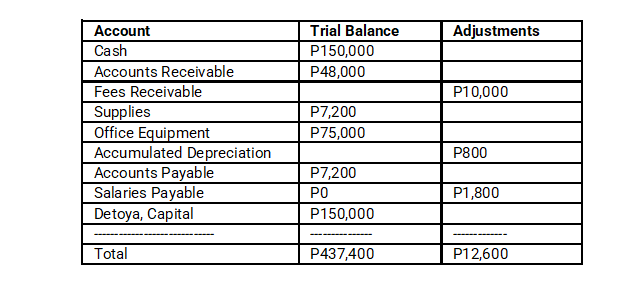 Account Trial Balance Adjustments
Cash P150,000
Accounts Receivable P48,000
Fees Receivable P10,000
Supplies P7,200
Office Equipment P75,000
Accumulated Depreciation P800
Accounts Payable P7,200
Salaries Payable P0 P1,800
Detoya, Capital P150,000
---------------------------- --------------- -------------
Total P437,400 P12,600